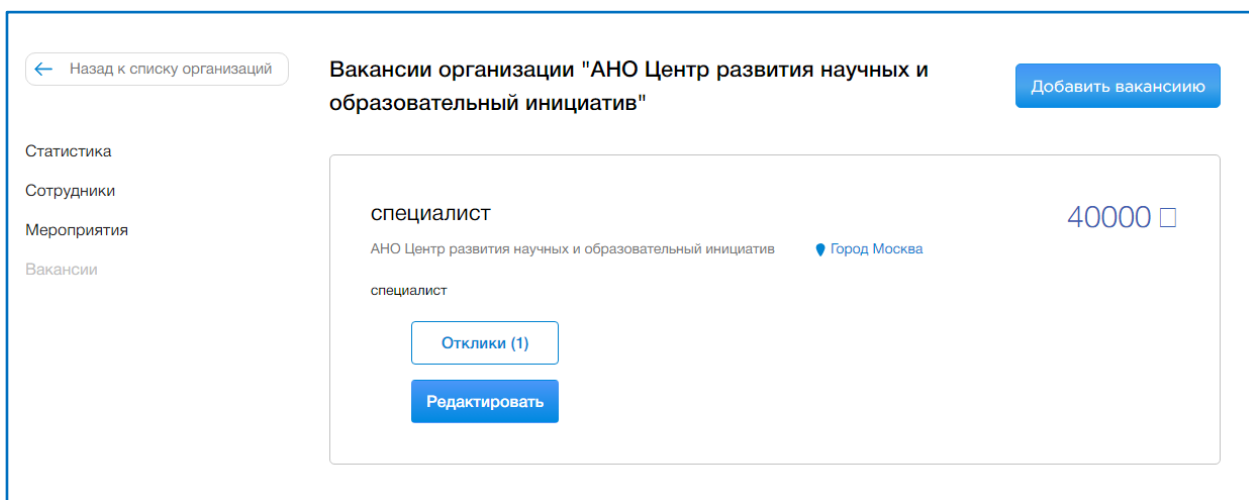 Назад к списку организаций
Вакансии организации "АНО Центр развития научных и
образовательный инициатив"
Добавить вакансиию
Статистика
Сотрудники
Мероприятия
Вакансии
специалист
40000 □
АНО Центр развития научных и образовательный инициатив
Город Москва
специалист
Отклики (1)
Редактировать